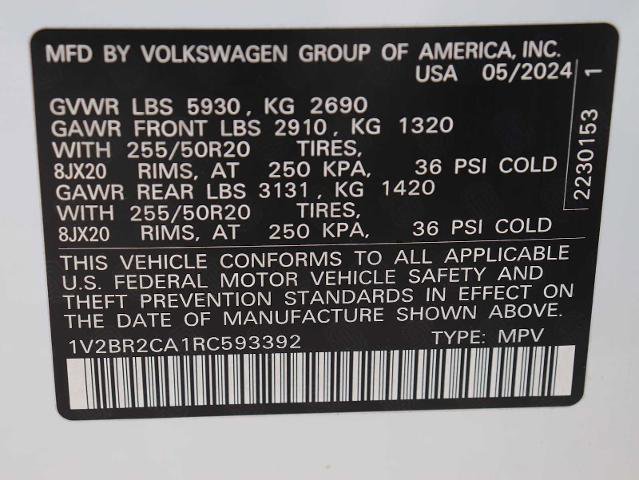 MFD BY VOLKSWAGEN GROUP OF AMERICA, INC.
USA 05/2024
GVWR LBS 5930, KG 2690
GAWR FRONT LBS 2910, KG 1320
WITH 255/50R20 TIRES,
8JX20 RIMS, AT 250 KPA, 36 PSI COLD
GAWR REAR LBS 3131, KG 1420
WITH 255/50R20 TIRES,
8JX20 RIMS, AT 250 KPA, 36 PSI COLD
THIS VEHICLE CONFORMS TO ALL APPLICABLE
U.S. FEDERAL MOTOR VEHICLE SAFETY AND
THEFT PREVENTION STANDARDS IN EFFECT ON
THE DATE OF MANUFACTURE SHOWN ABOVE.
1V2BR2CA1RC593392 TYPE: MPV
2230153 1